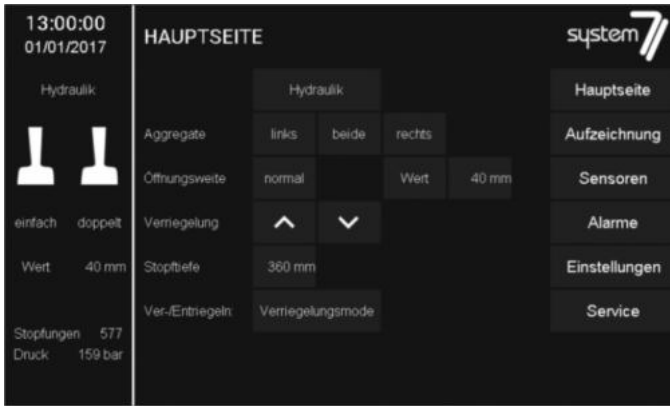 13:00:00
01/01/2017
Hydraulik
einfach doppelt
Wert 40 mm
Stopfungen 577
Druck 159 bar
HAUPTSEITE
Hydraulik
Aggregate links beide rechts
Öffnungsweite normal Wert 40 mm
Verriegelung
Stopftiefe 360 mm
Ver-/Entriegeln: Verriegelungsmode
system7
Hauptseite
Aufzeichnung
Sensoren
Alarme
Einstellungen
Service